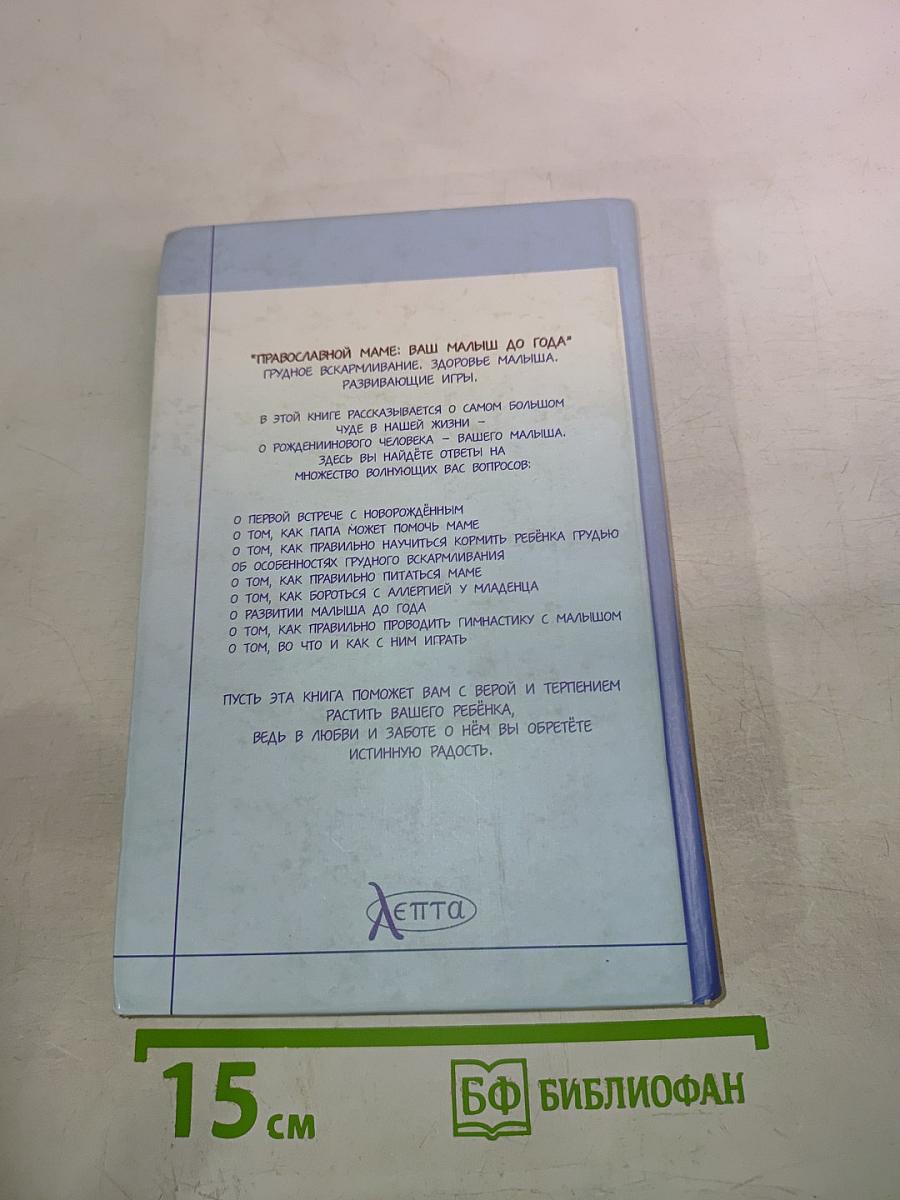 "ПРАВОСЛАВНОЙ МАМЕ: ВАШ МАЛЫШ ДО ГОДА"
ГРУДНОЕ ВСКАРМЛИВАНИЕ. ЗДОРОВЬЕ МАЛЫША.
РАЗВИВАЮЩИЕ ИГРЫ.
В ЭТОЙ КНИГЕ РАССКАЗЫВАЕТСЯ О САМОМ БОЛЬШОМ
ЧУДЕ В НАШЕЙ ЖИЗНИ –
О РОЖДЕНИИНОВОГО ЧЕЛОВЕКА – ВАШЕГО МАЛЫША.
ЗДЕСЬ ВЫ НАЙДЁТЕ ОТВЕТЫ НА
МНОЖЕСТВО ВОЛНУЮЩИХ ВАС ВОПРОСОВ:
О ПЕРВОЙ ВСТРЕЧЕ С НОВОРОЖДЁННЫМ
О ТОМ, КАК ПАПА МОЖЕТ ПОМОЧЬ МАМЕ
О ТОМ, КАК ПРАВИЛЬНО НАУЧИТЬСЯ КОРМИТЬ РЕБЁНКА ГРУДЬЮ
ОБ ОСОБЕННОСТЯХ ГРУДНОГО ВСКАРМЛИВАНИЯ
О ТОМ, КАК ПРАВИЛЬНО ПИТАТЬСЯ МАМЕ
О ТОМ, КАК БОРОТЬСЯ С АЛЛЕРГИЕЙ У МЛАДЕНЦА
О РАЗВИТИИ МАЛЫША ДО ГОДА
О ТОМ, КАК ПРАВИЛЬНО ПРОВОДИТЬ ГИМНАСТИКУ С МАЛЫШОМ
О ТОМ, ВО ЧТО И КАК С НИМ ИГРАТЬ
ПУСТЬ ЭТА КНИГА ПОМОЖЕТ ВАМ С ВЕРОЙ И ТЕРПЕНИЕМ
РАСТИТЬ ВАШЕГО РЕБЁНКА,
ВЕДЬ В ЛЮБВИ И ЗАБОТЕ О НЁМ ВЫ ОБРЕТЁТЕ
ИСТИННУЮ РАДОСТЬ.
λєπτα
15 см
БФ БИБЛИОФАН